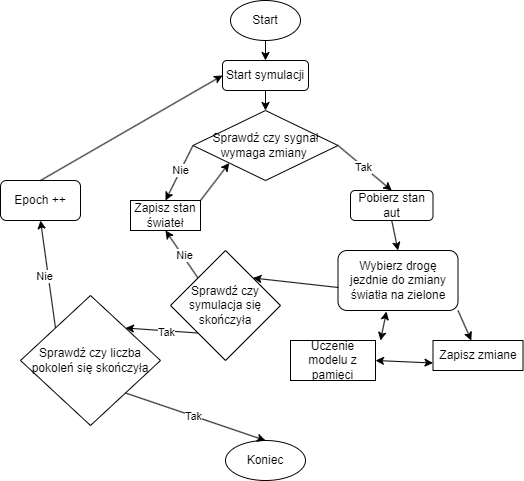 Start
Start symulacji
Sprawdź czy sygnał
wymaga zmiany
Nie
Tak
Epoch ++
Zapisz stan
świateł
Pobierz stan
aut
Nie
Wybierz drogę
jezdnie do zmiany
światła na zielone
Nie
Sprawdź czy
symulacja się
skończyła
Tak
Sprawdź czy liczba
pokoleń się skończyła
Uczenie
modelu z
pamięci
Zapisz zmiane
Tak
Koniec